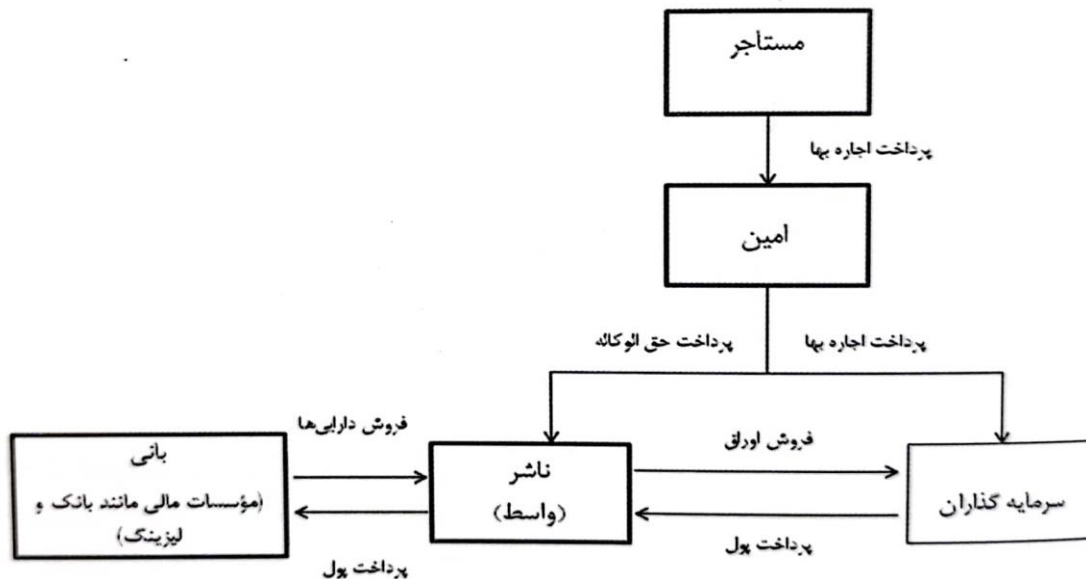 مستأجر
پرداخت اجاره بها
امین
پرداخت اجاره بها
پرداخت حق الوکاله
بانی
(مؤسسات مالی مانند بانک و
لیزینگ)
فروش دارایی‌ها
پرداخت پول
ناشر
(واسط)
فروش اوراق
پرداخت پول
سرمایه گذاران